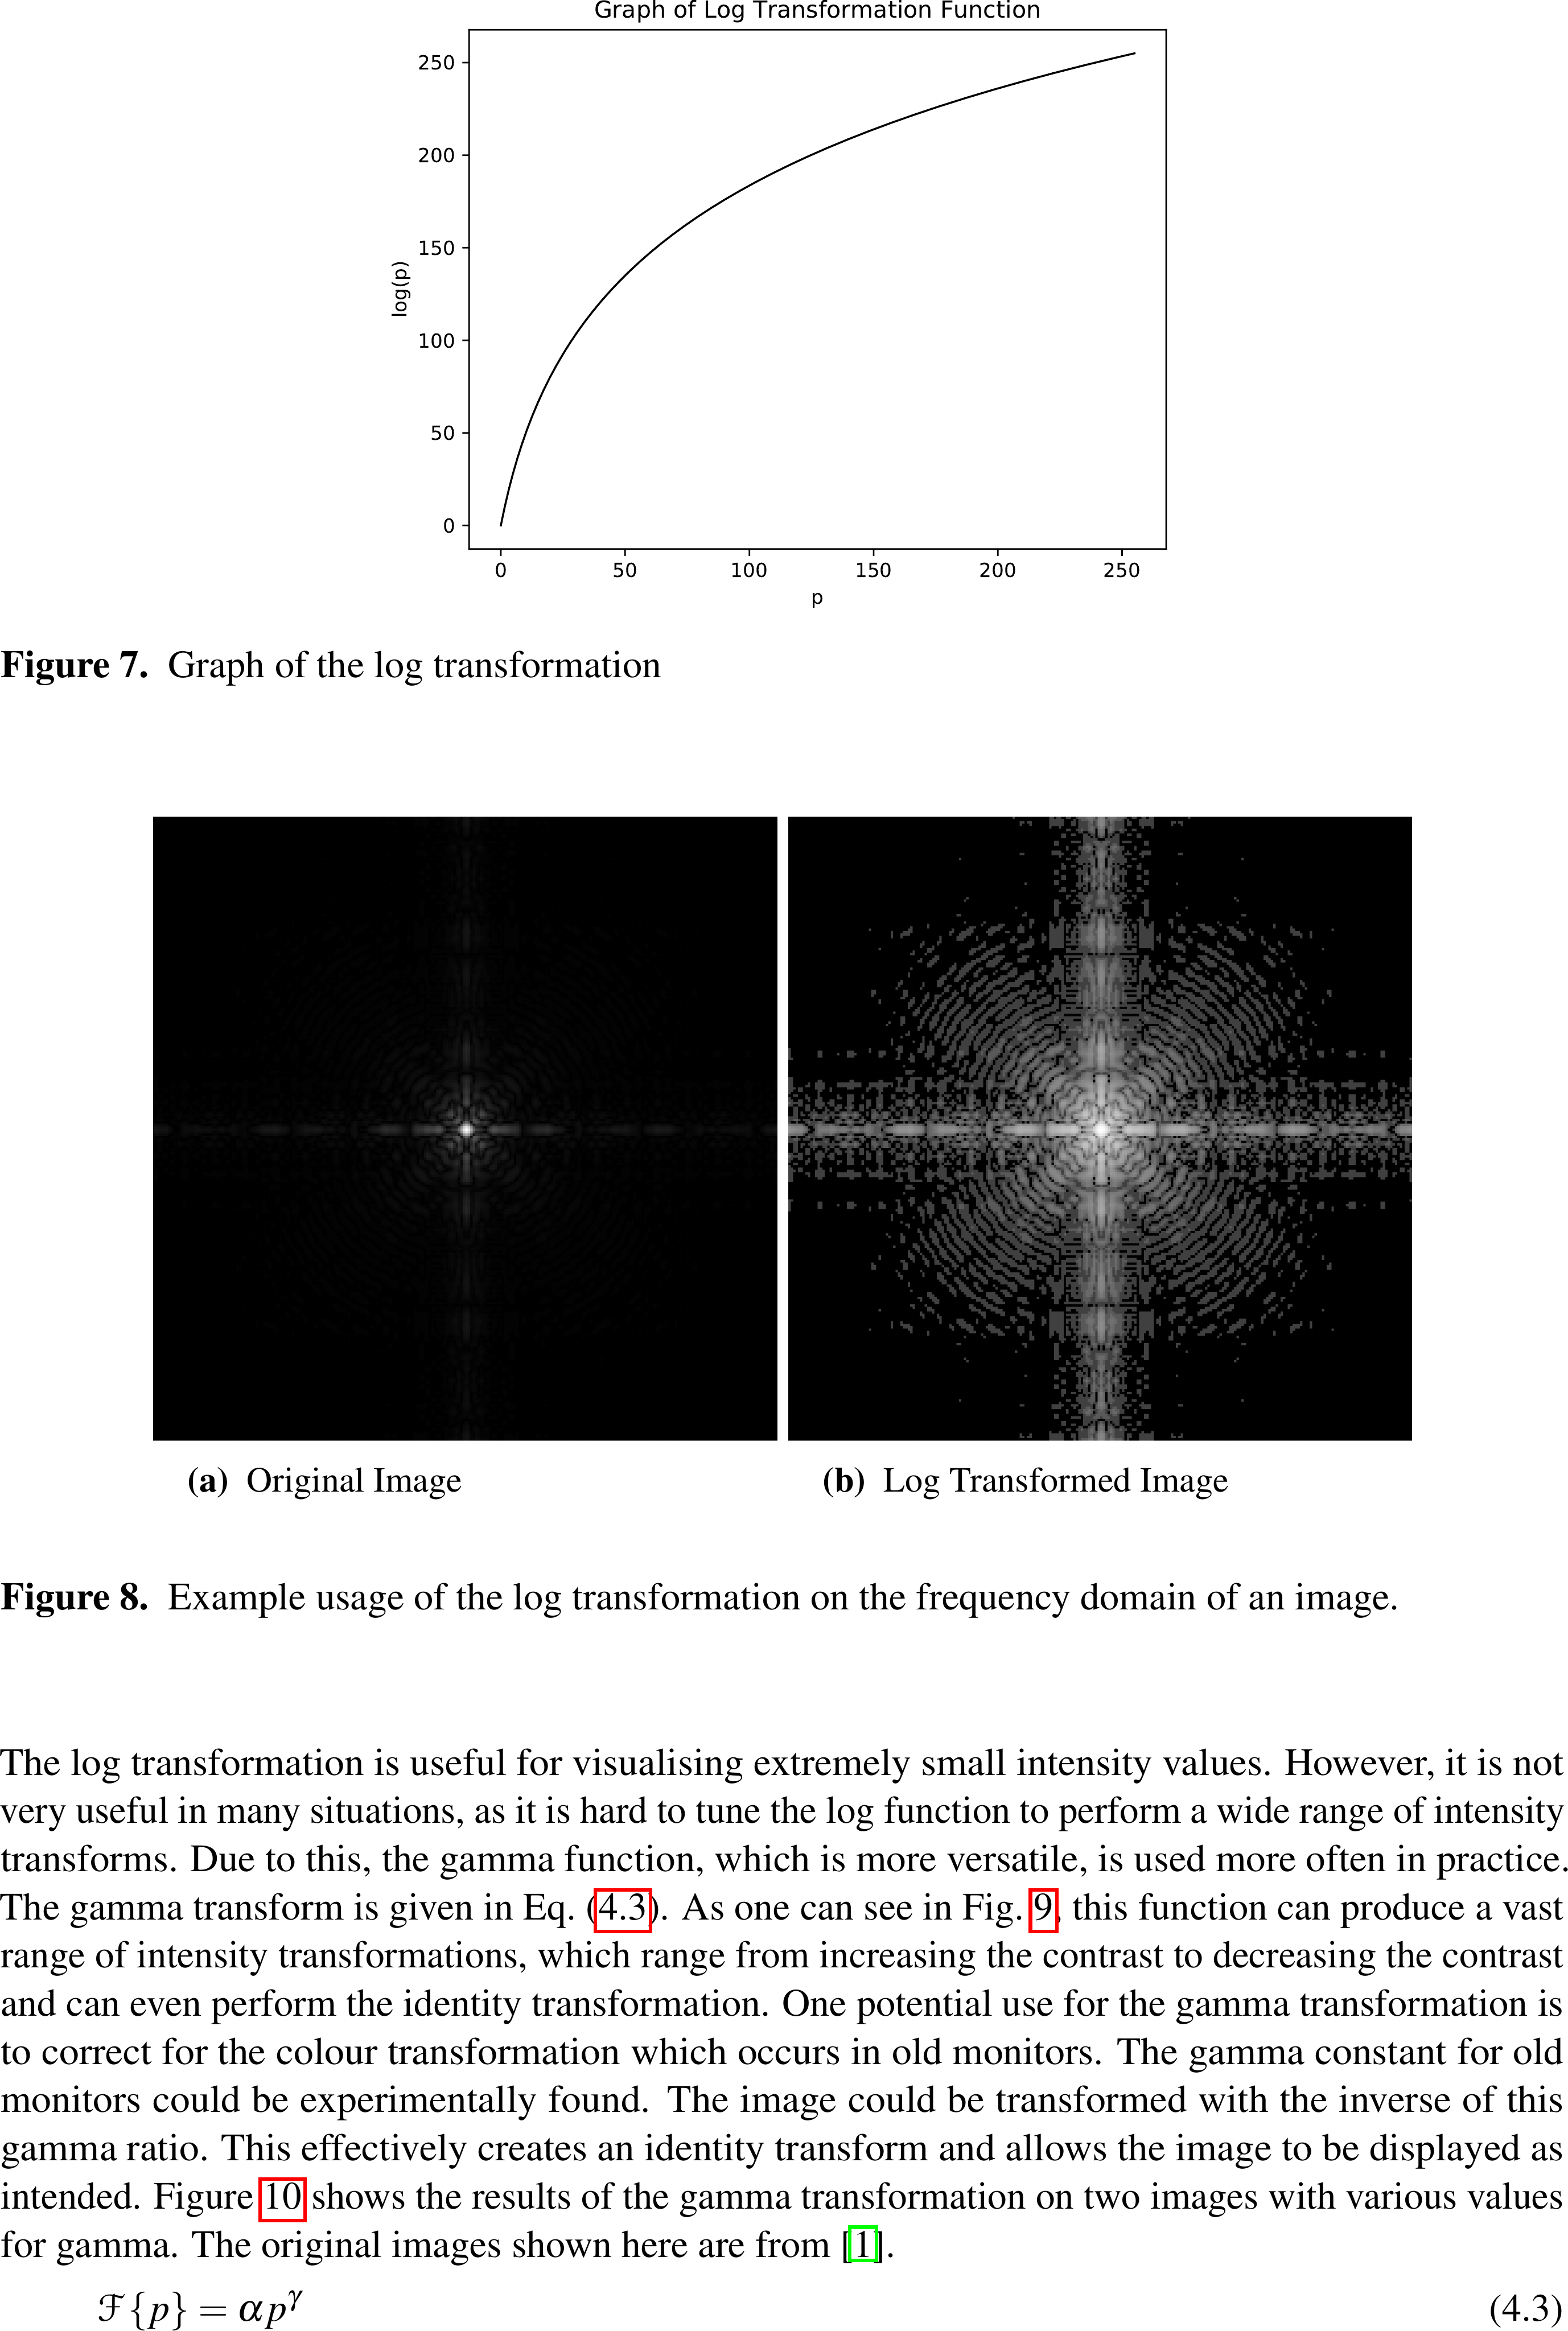 Graph of Log Transformation Function
250
200
150
100
50
0
log(p)
0 50 100 150 200 250
p
Figure 7. Graph of the log transformation
(a) Original Image (b) Log Transformed Image
Figure 8. Example usage of the log transformation on the frequency domain of an image.
The log transformation is useful for visualising extremely small intensity values. However, it is not
very useful in many situations, as it is hard to tune the log function to perform a wide range of intensity
transforms. Due to this, the gamma function, which is more versatile, is used more often in practice.
The gamma transform is given in Eq. (4.3). As one can see in Fig. 9, this function can produce a vast
range of intensity transformations, which range from increasing the contrast to decreasing the contrast
and can even perform the identity transformation. One potential use for the gamma transformation is
to correct for the colour transformation which occurs in old monitors. The gamma constant for old
monitors could be experimentally found. The image could be transformed with the inverse of this
gamma ratio. This effectively creates an identity transform and allows the image to be displayed as
intended. Figure 10 shows the results of the gamma transformation on two images with various values
for gamma. The original images shown here are from [1].
ℱ{p} = αp^γ (4.3)